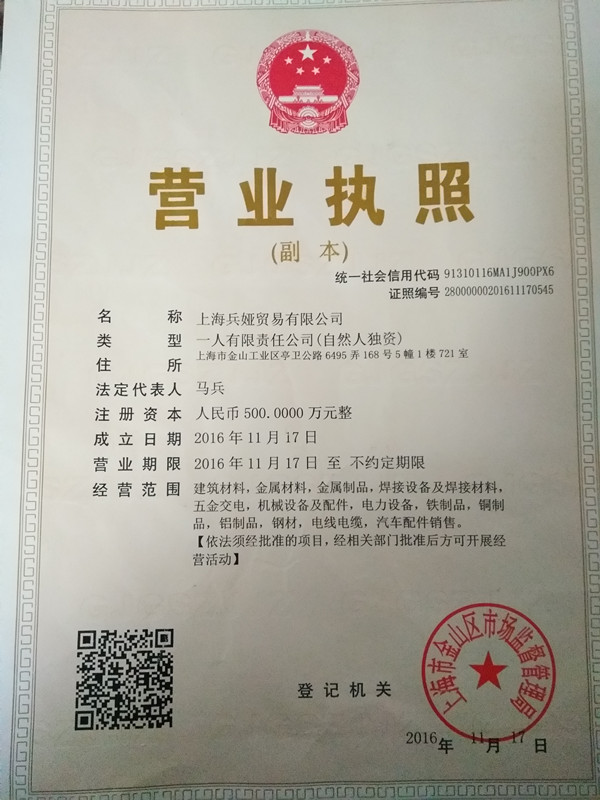 营业执照
(副 本)
统一社会信用代码 91310116MA1J900PX6
证照编号 28000000201611170545
名 称 上海兵娅贸易有限公司
类 型 一人有限责任公司(自然人独资)
住 所 上海市金山工业区亭卫公路6495弄168号5幢1楼721室
法定代表人 马兵
注册资本 人民币500.0000万元整
成立日期 2016年11月17日
营业期限 2016年11月17日 至 不约定期限
经营范围 建筑材料，金属材料，金属制品，焊接设备及焊接材料，
五金交电，机械设备及配件，电力设备，铁制品，铜制
品，铝制品，钢材，电线电缆，汽车配件销售。
【依法须经批准的项目，经相关部门批准后方可开展经
营活动】
上海市金山区市场监督管理局
登记机关
2016年 11月 17日